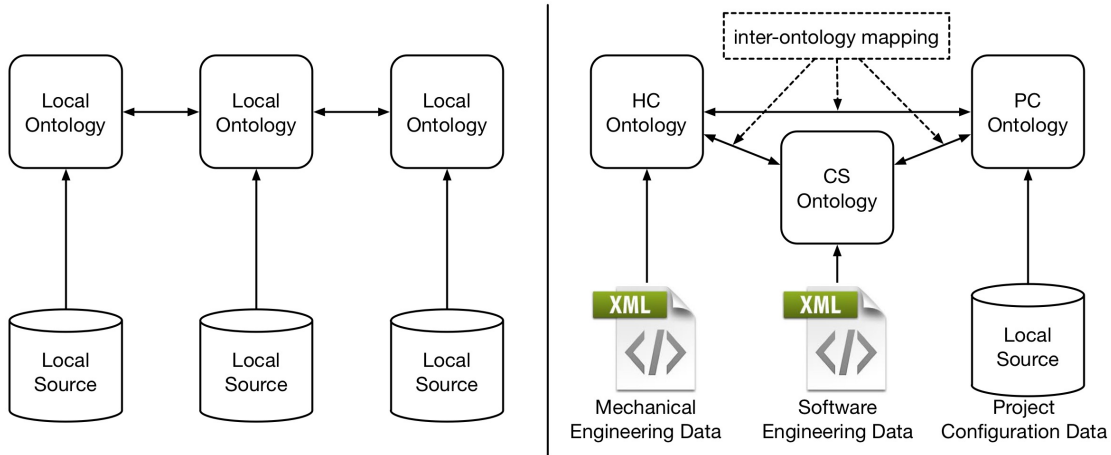 Local
Ontology
Local
Ontology
Local
Ontology
Local
Source
Local
Source
Local
Source
inter-ontology mapping
HC
Ontology
PC
Ontology
CS
Ontology
XML
</>
XML
</>
Local
Source
Mechanical
Engineering Data
Software
Engineering Data
Project
Configuration Data